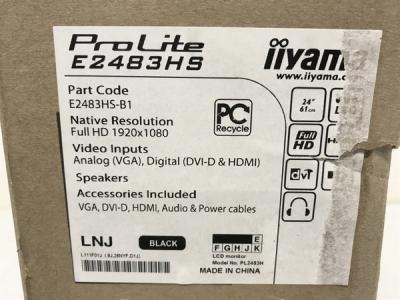 ProLite
E2483HS
iiyama
www.iiyama.com
Part Code
E2483HS-B1
Native Resolution
Full HD 1920x1080
Video Inputs
Analog (VGA), Digital (DVI-D & HDMI)
Speakers
Accessories Included
VGA, DVI-D, HDMI, Audio & Power cables
PC
Recycle
24"
61cm
Full
HD
DVI
LNJ
BLACK
E
F G H J K
LCD monitor
Model No.: PL2483H
MADE IN CHINA